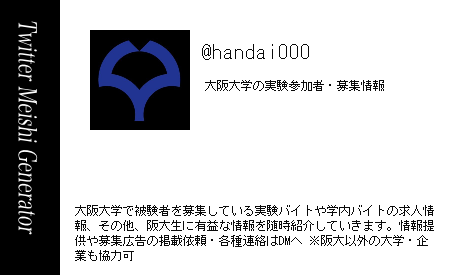 Twitter Meishi Generator
@handai000
大阪大学の実験参加者・募集情報
大阪大学で被験者を募集している実験バイトや学内バイトの求人情
報、その他、阪大生に有益な情報を随時紹介していきます。情報提
供や募集広告の掲載依頼・各種連絡はDMへ ※阪大以外の大学・企
業も協力可